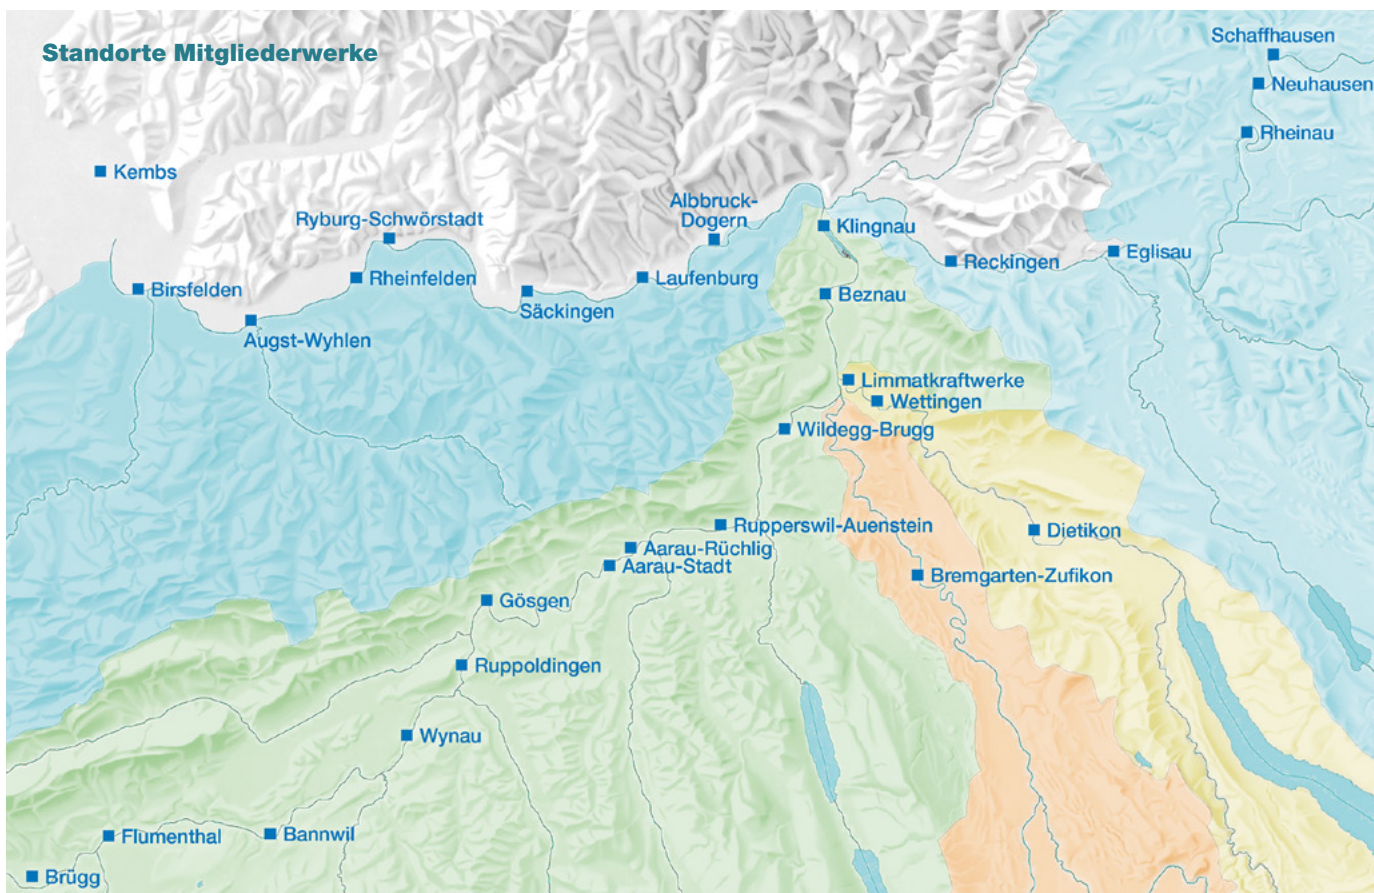 Standorte Mitgliederwerke
Schaffhausen
Neuhausen
Rheinau
Kembs
Albbruck-
Dogern
Ryburg-Schwörstadt
Klingnau
Eglisau
Reckingen
Rheinfelden
Laufenburg
Birsfelden
Beznau
Säckingen
Augst-Wyhlen
Limmatkraftwerke
Wettingen
Wildegg-Brugg
Rupperswil-Auenstein
Dietikon
Aarau-Rüchlig
Aarau-Stadt
Bremgarten-Zufikon
Gösgen
Ruppoldingen
Wynau
Flumenthal
Bannwil
Brügg